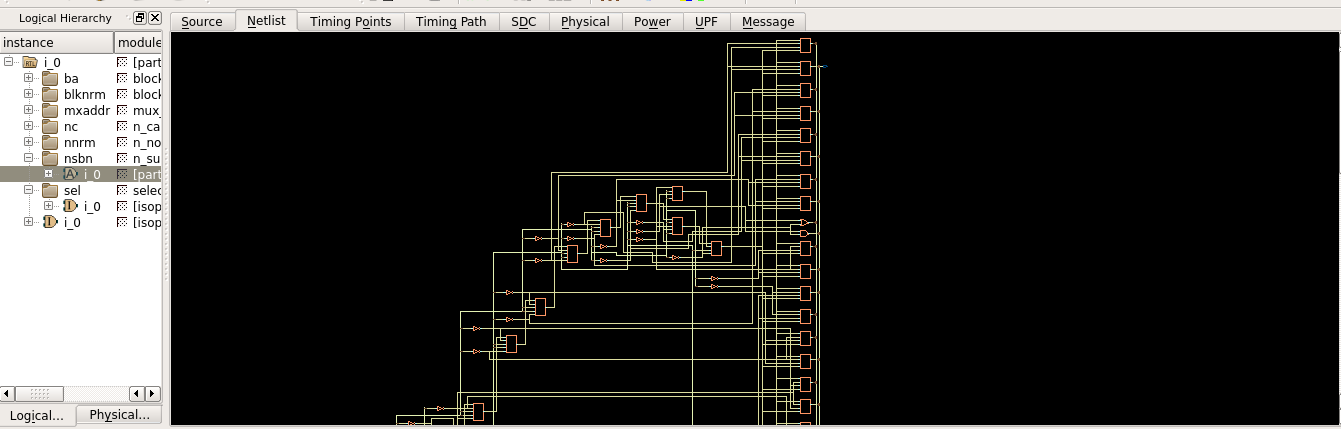 Logical Hierarchy
Source Netlist Timing Points Timing Path SDC Physical Power UPF Message
instance module
i_0 [part
ba block
blknrm block
mxaddr mux_
nc n_ca
nnrm n_no
nsbn n_su
i_0 [part
sel selec
i_0 [isop
i_0 [isop
Logical... Physical...